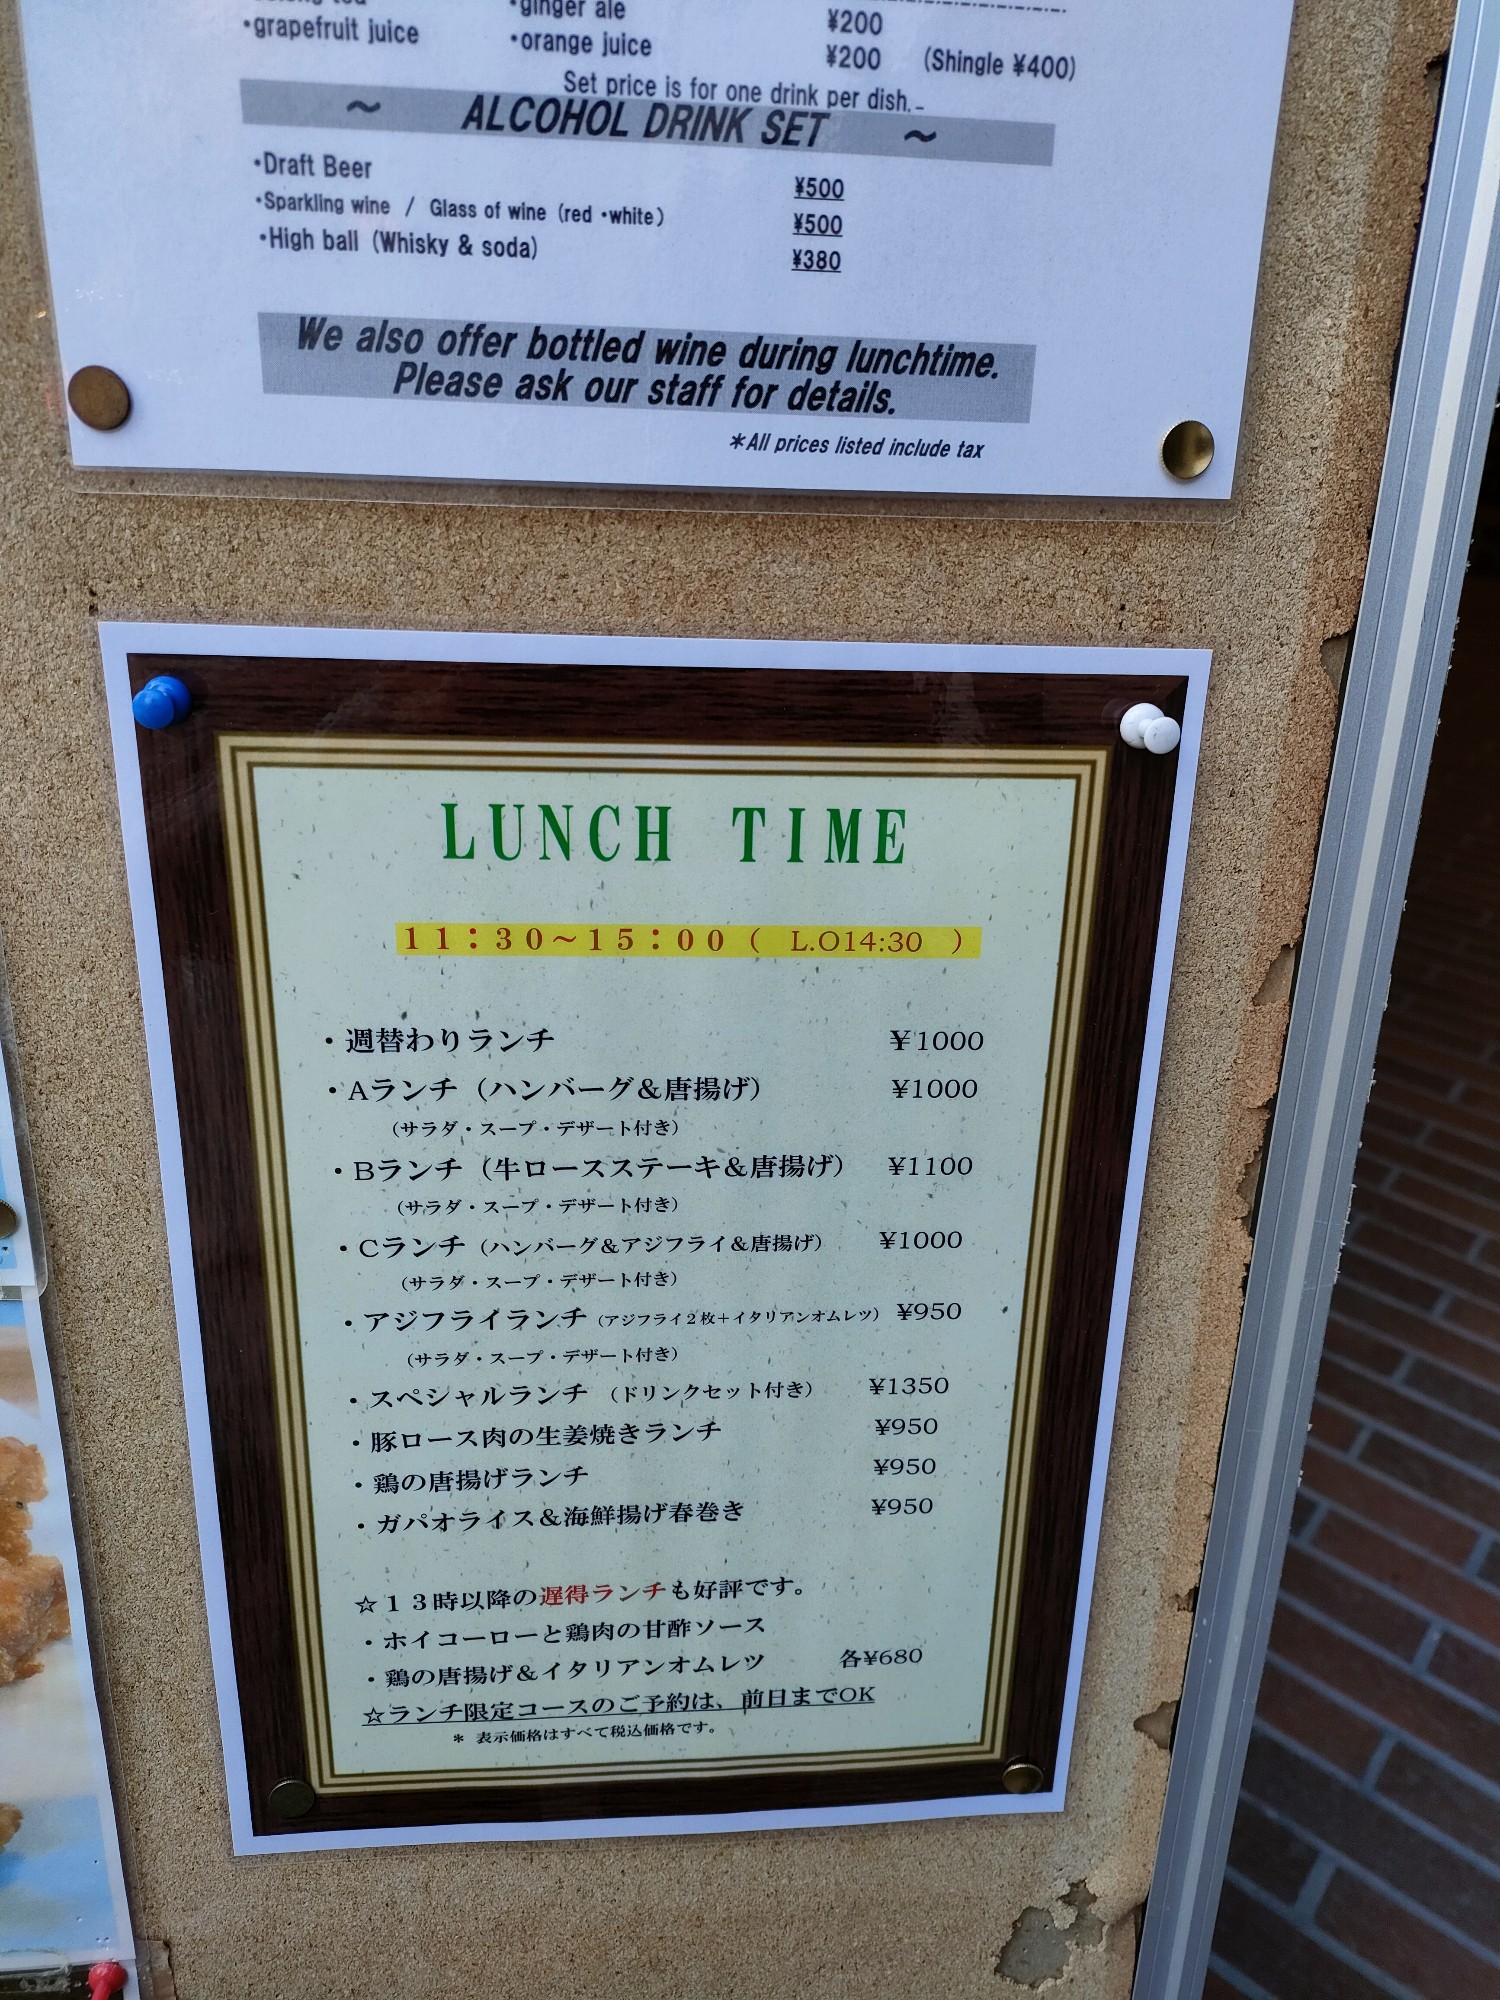 ・ginger ale ¥200
・grapefruit juice ・orange juice ¥200 (Shingle ¥400)
Set price is for one drink per dish.
～ ALCOHOL DRINK SET ～
・Draft Beer ¥500
・Sparkling wine / Glass of wine (red・white) ¥500
・High ball (Whisky & soda) ¥380
We also offer bottled wine during lunchtime.
Please ask our staff for details.
＊All prices listed include tax
LUNCH TIME
１１：３０～１５：００（ L.O14:30 ）
・週替わりランチ ¥1000
・Aランチ（ハンバーグ＆唐揚げ） ¥1000
（サラダ・スープ・デザート付き）
・Bランチ（牛ロースステーキ＆唐揚げ） ¥1100
（サラダ・スープ・デザート付き）
・Cランチ（ハンバーグ＆アジフライ＆唐揚げ） ¥1000
（サラダ・スープ・デザート付き）
・アジフライランチ（アジフライ２枚＋イタリアンオムレツ） ¥950
（サラダ・スープ・デザート付き）
・スペシャルランチ（ドリンクセット付き） ¥1350
・豚ロース肉の生姜焼きランチ ¥950
・鶏の唐揚げランチ ¥950
・ガパオライス＆海鮮揚げ春巻き ¥950
☆１３時以降の遅得ランチも好評です。
・ホイコーローと鶏肉の甘酢ソース
・鶏の唐揚げ＆イタリアンオムレツ 各¥680
☆ランチ限定コースのご予約は、前日までOK
＊ 表示価格はすべて税込価格です。